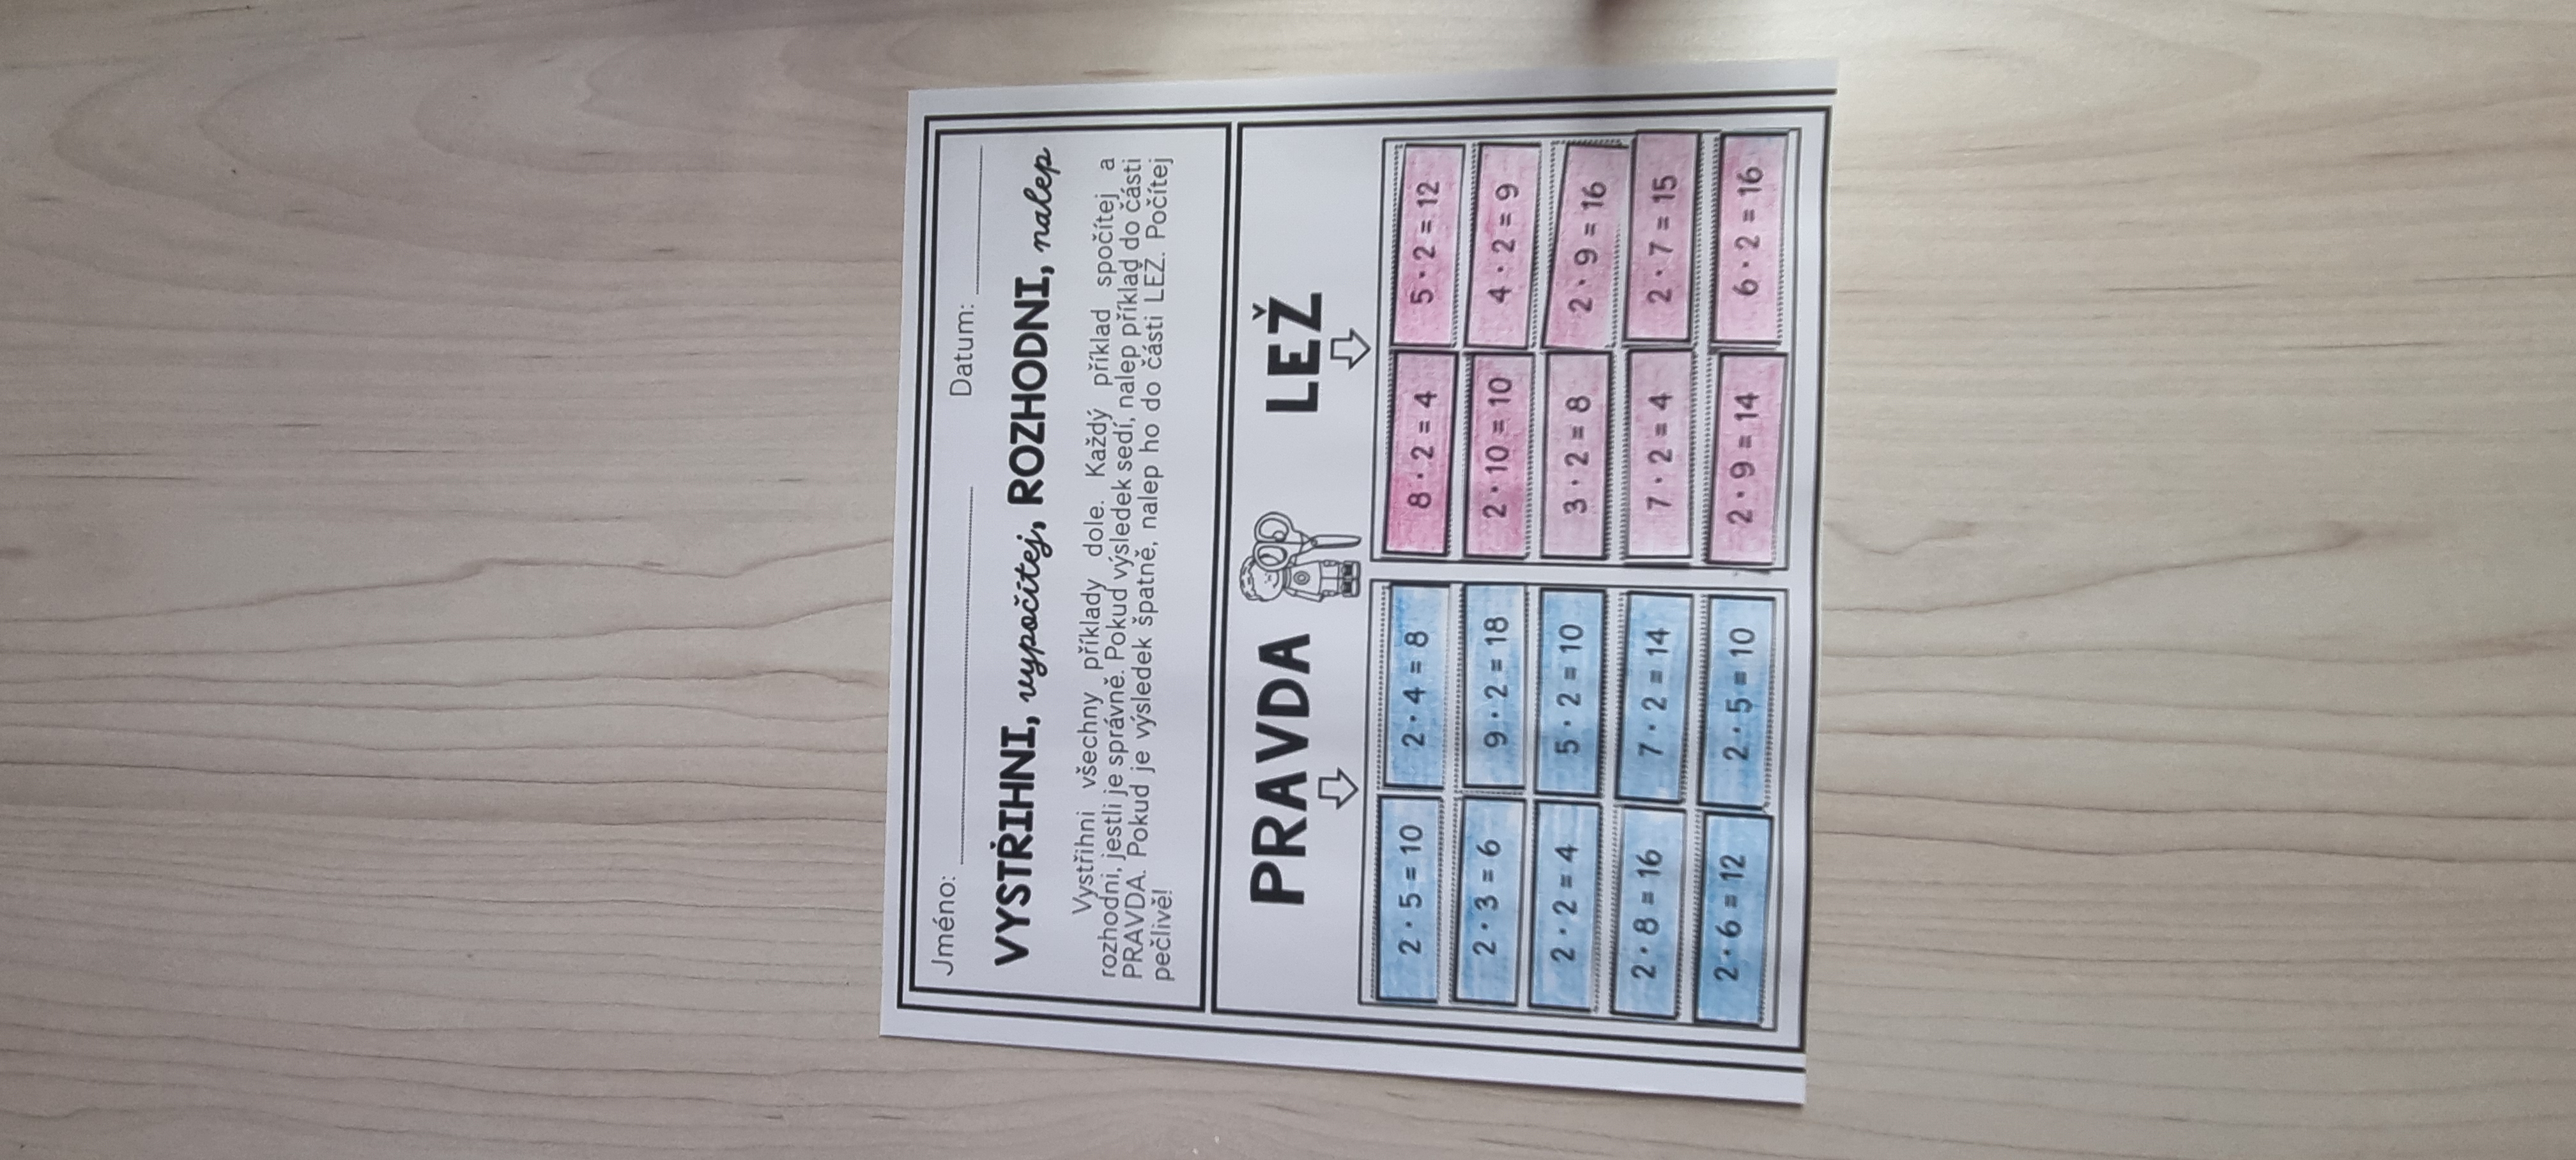 Jméno: Datum:
VYSTŘIHNI, vypočítej, ROZHODNI, nalep
Vystřihni všechny příklady dole. Každý příklad spočítej a
rozhodni, jestli je správně. Pokud výsledek sedí, nalep příklad do části
PRAVDA. Pokud je výsledek špatně, nalep ho do části LEŽ. Počítej
pečlivě!
PRAVDA LEŽ
2 · 5 = 10 2 · 4 = 8 8 · 2 = 4 5 · 2 = 12
2 · 3 = 6 9 · 2 = 18 2 · 10 = 10 4 · 2 = 9
2 · 2 = 4 5 · 2 = 10 3 · 2 = 8 2 · 9 = 16
2 · 8 = 16 7 · 2 = 14 7 · 2 = 4 2 · 7 = 15
2 · 6 = 12 2 · 5 = 10 2 · 9 = 14 6 · 2 = 16